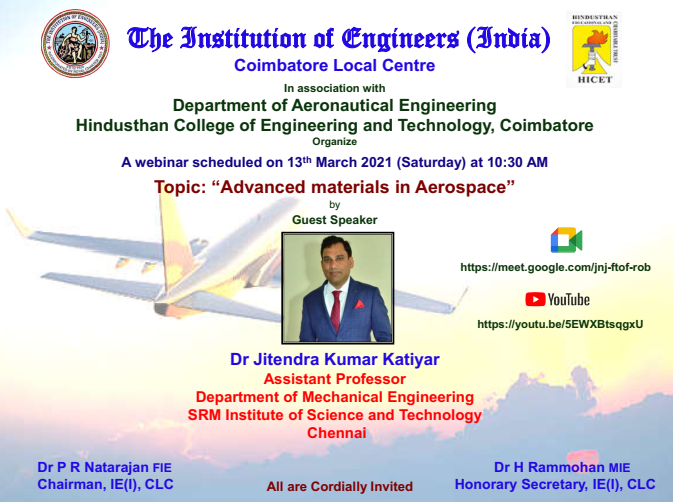 The Institution of Engineers (India)
Coimbatore Local Centre
HINDUSTHAN
HICET
In association with
Department of Aeronautical Engineering
Hindusthan College of Engineering and Technology, Coimbatore
Organize
A webinar scheduled on 13th March 2021 (Saturday) at 10:30 AM
Topic: “Advanced materials in Aerospace”
by
Guest Speaker
https://meet.google.com/jnj-ftof-rob
YouTube
https://youtu.be/5EWXBtsqgxU
Dr Jitendra Kumar Katiyar
Assistant Professor
Department of Mechanical Engineering
SRM Institute of Science and Technology
Chennai
Dr P R Natarajan FIE
Chairman, IE(I), CLC
All are Cordially Invited
Dr H Rammohan MIE
Honorary Secretary, IE(I), CLC